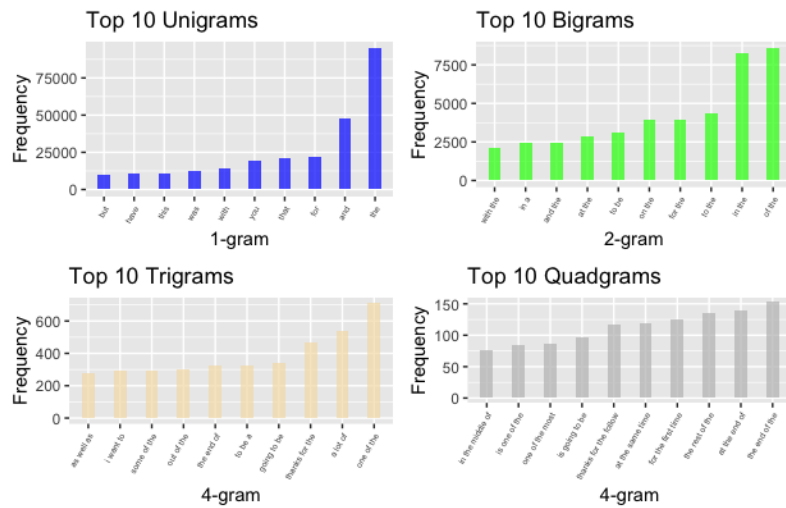 Top 10 Unigrams
Frequency
75000
50000
25000
0
but have this was with you that for and the
1-gram
Top 10 Bigrams
Frequency
7500
5000
2500
0
with the in a and the at the to be on the for the to the in the of the
2-gram
Top 10 Trigrams
Frequency
600
400
200
0
as well as i want to some of the out of the the end of to be a going to be thanks for the a lot of one of the
4-gram
Top 10 Quadgrams
Frequency
150
100
50
0
in the middle of is one of the one of the most is going to be thanks for the follow at the same time for the first time the rest of the at the end of the end of the
4-gram